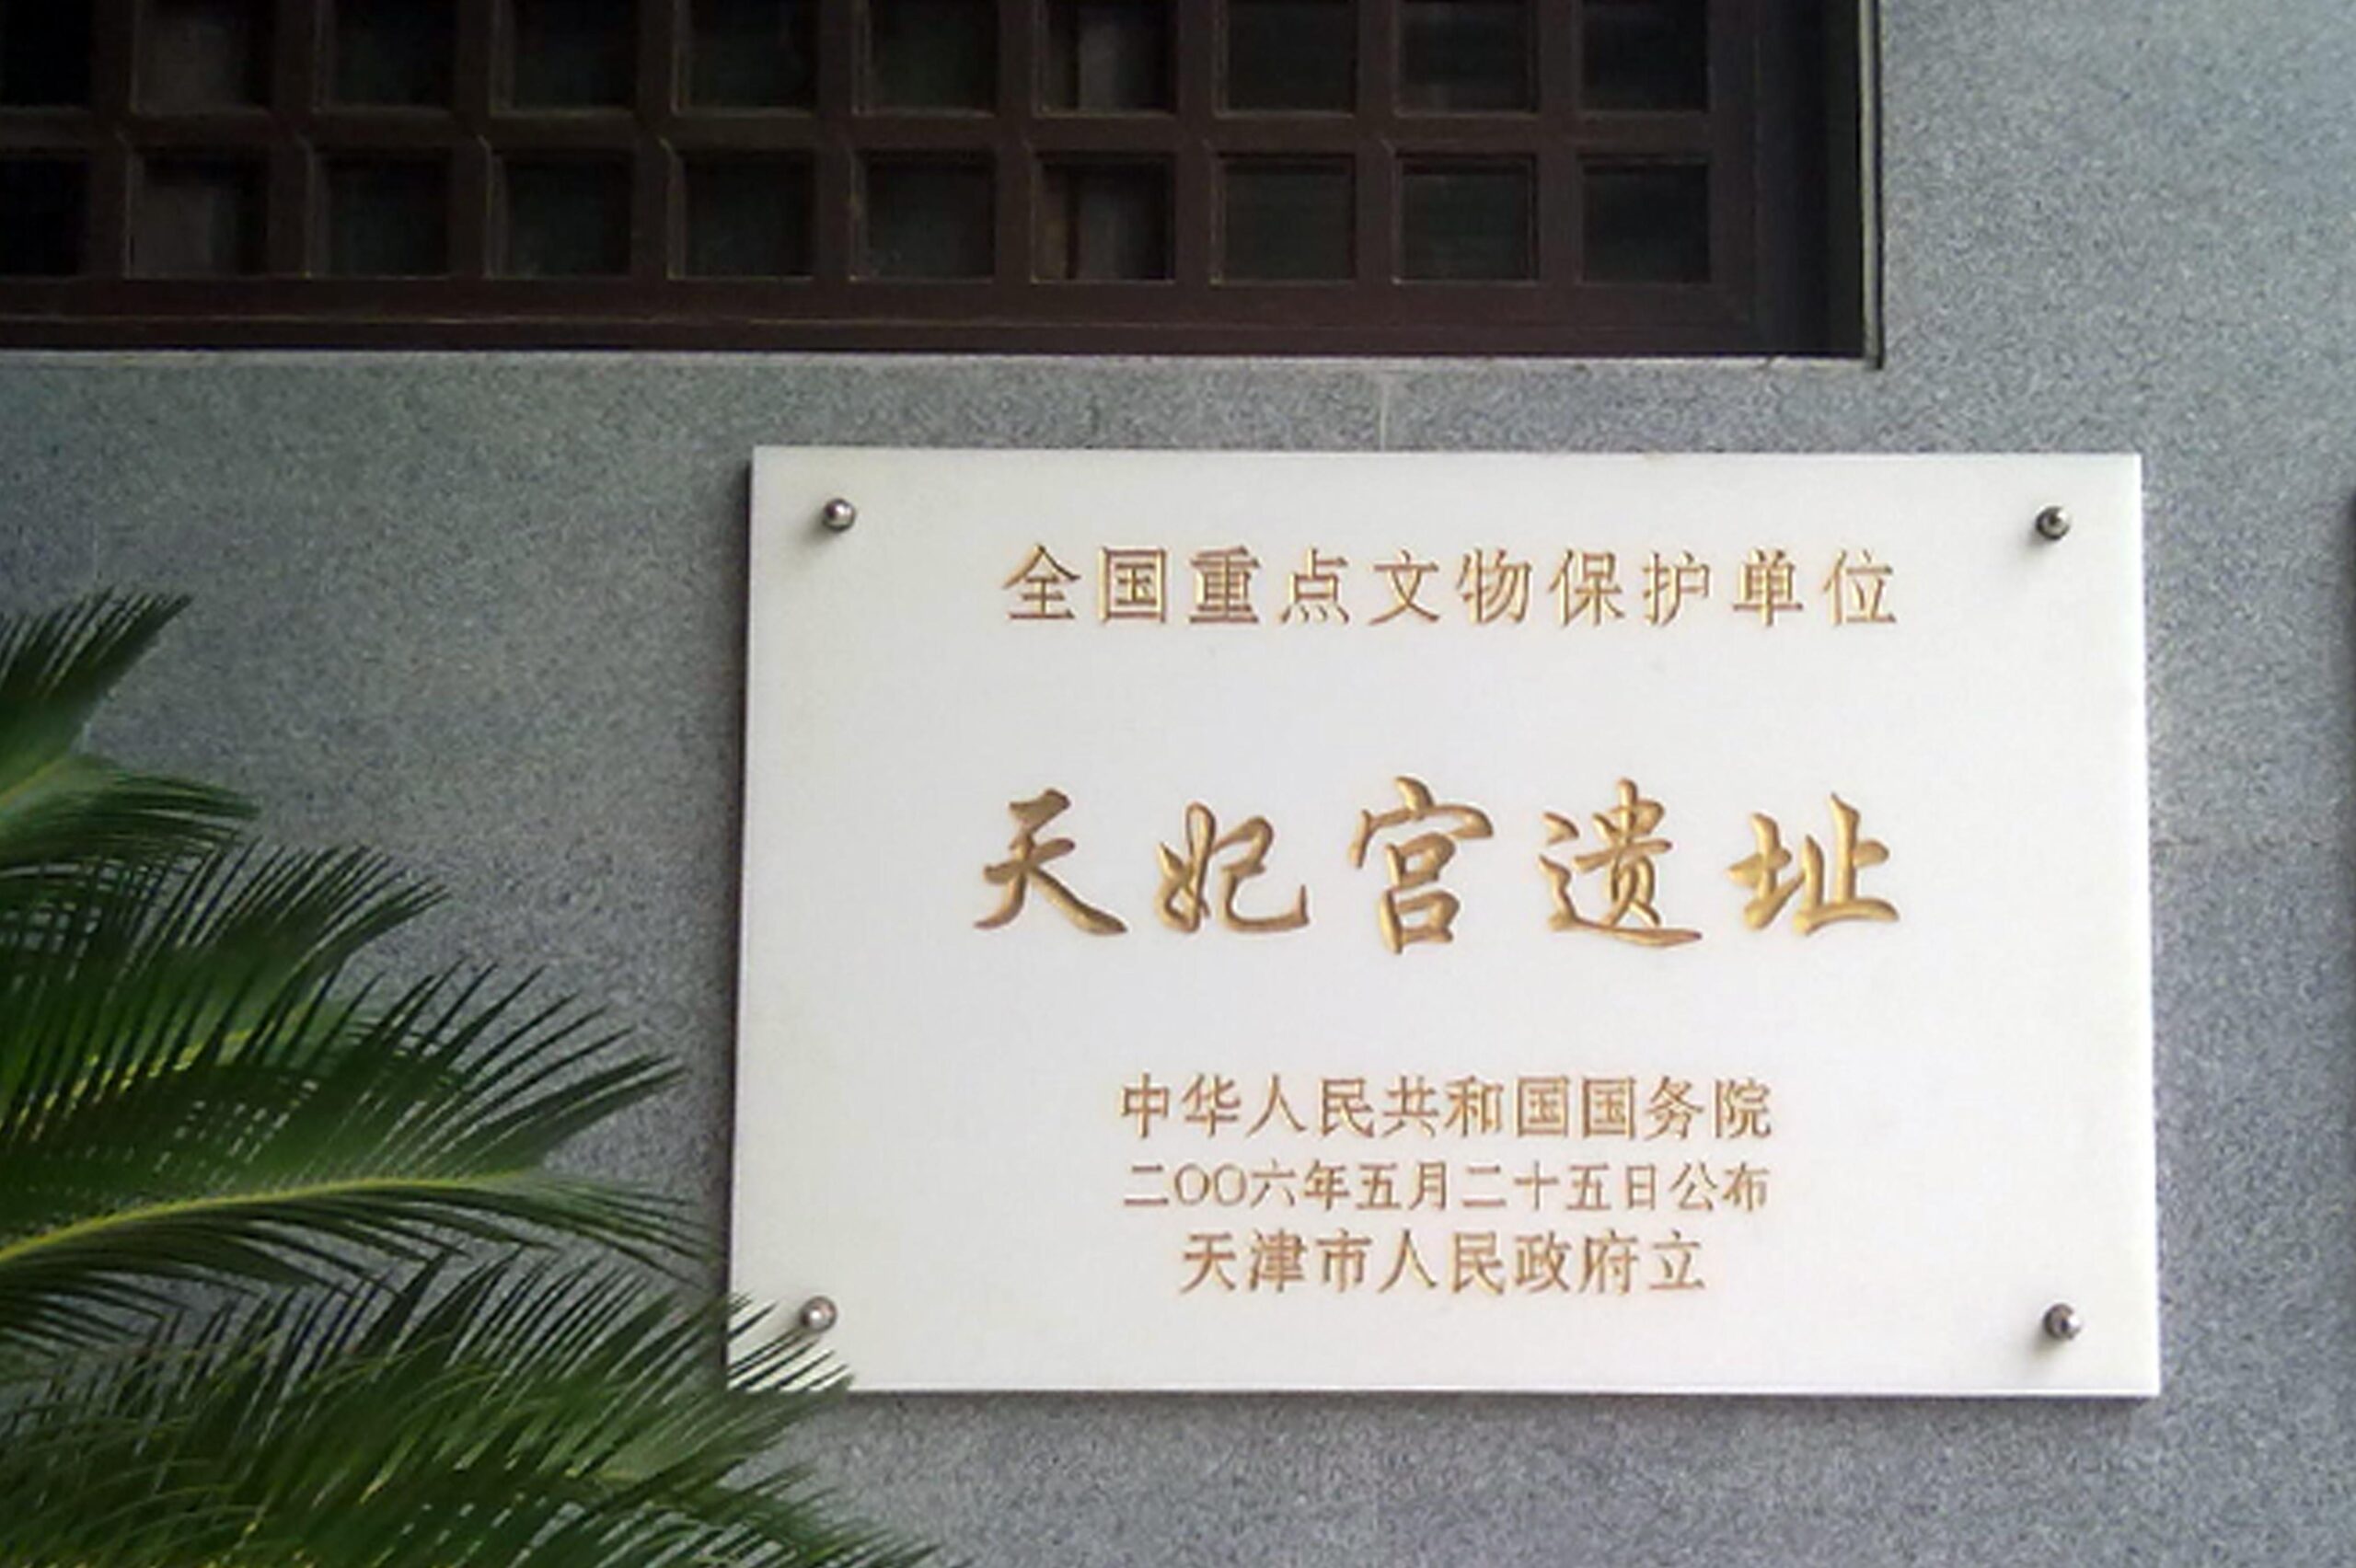 全国重点文物保护单位
天妃宫遗址
中华人民共和国国务院
二〇〇六年五月二十五日公布
天津市人民政府立